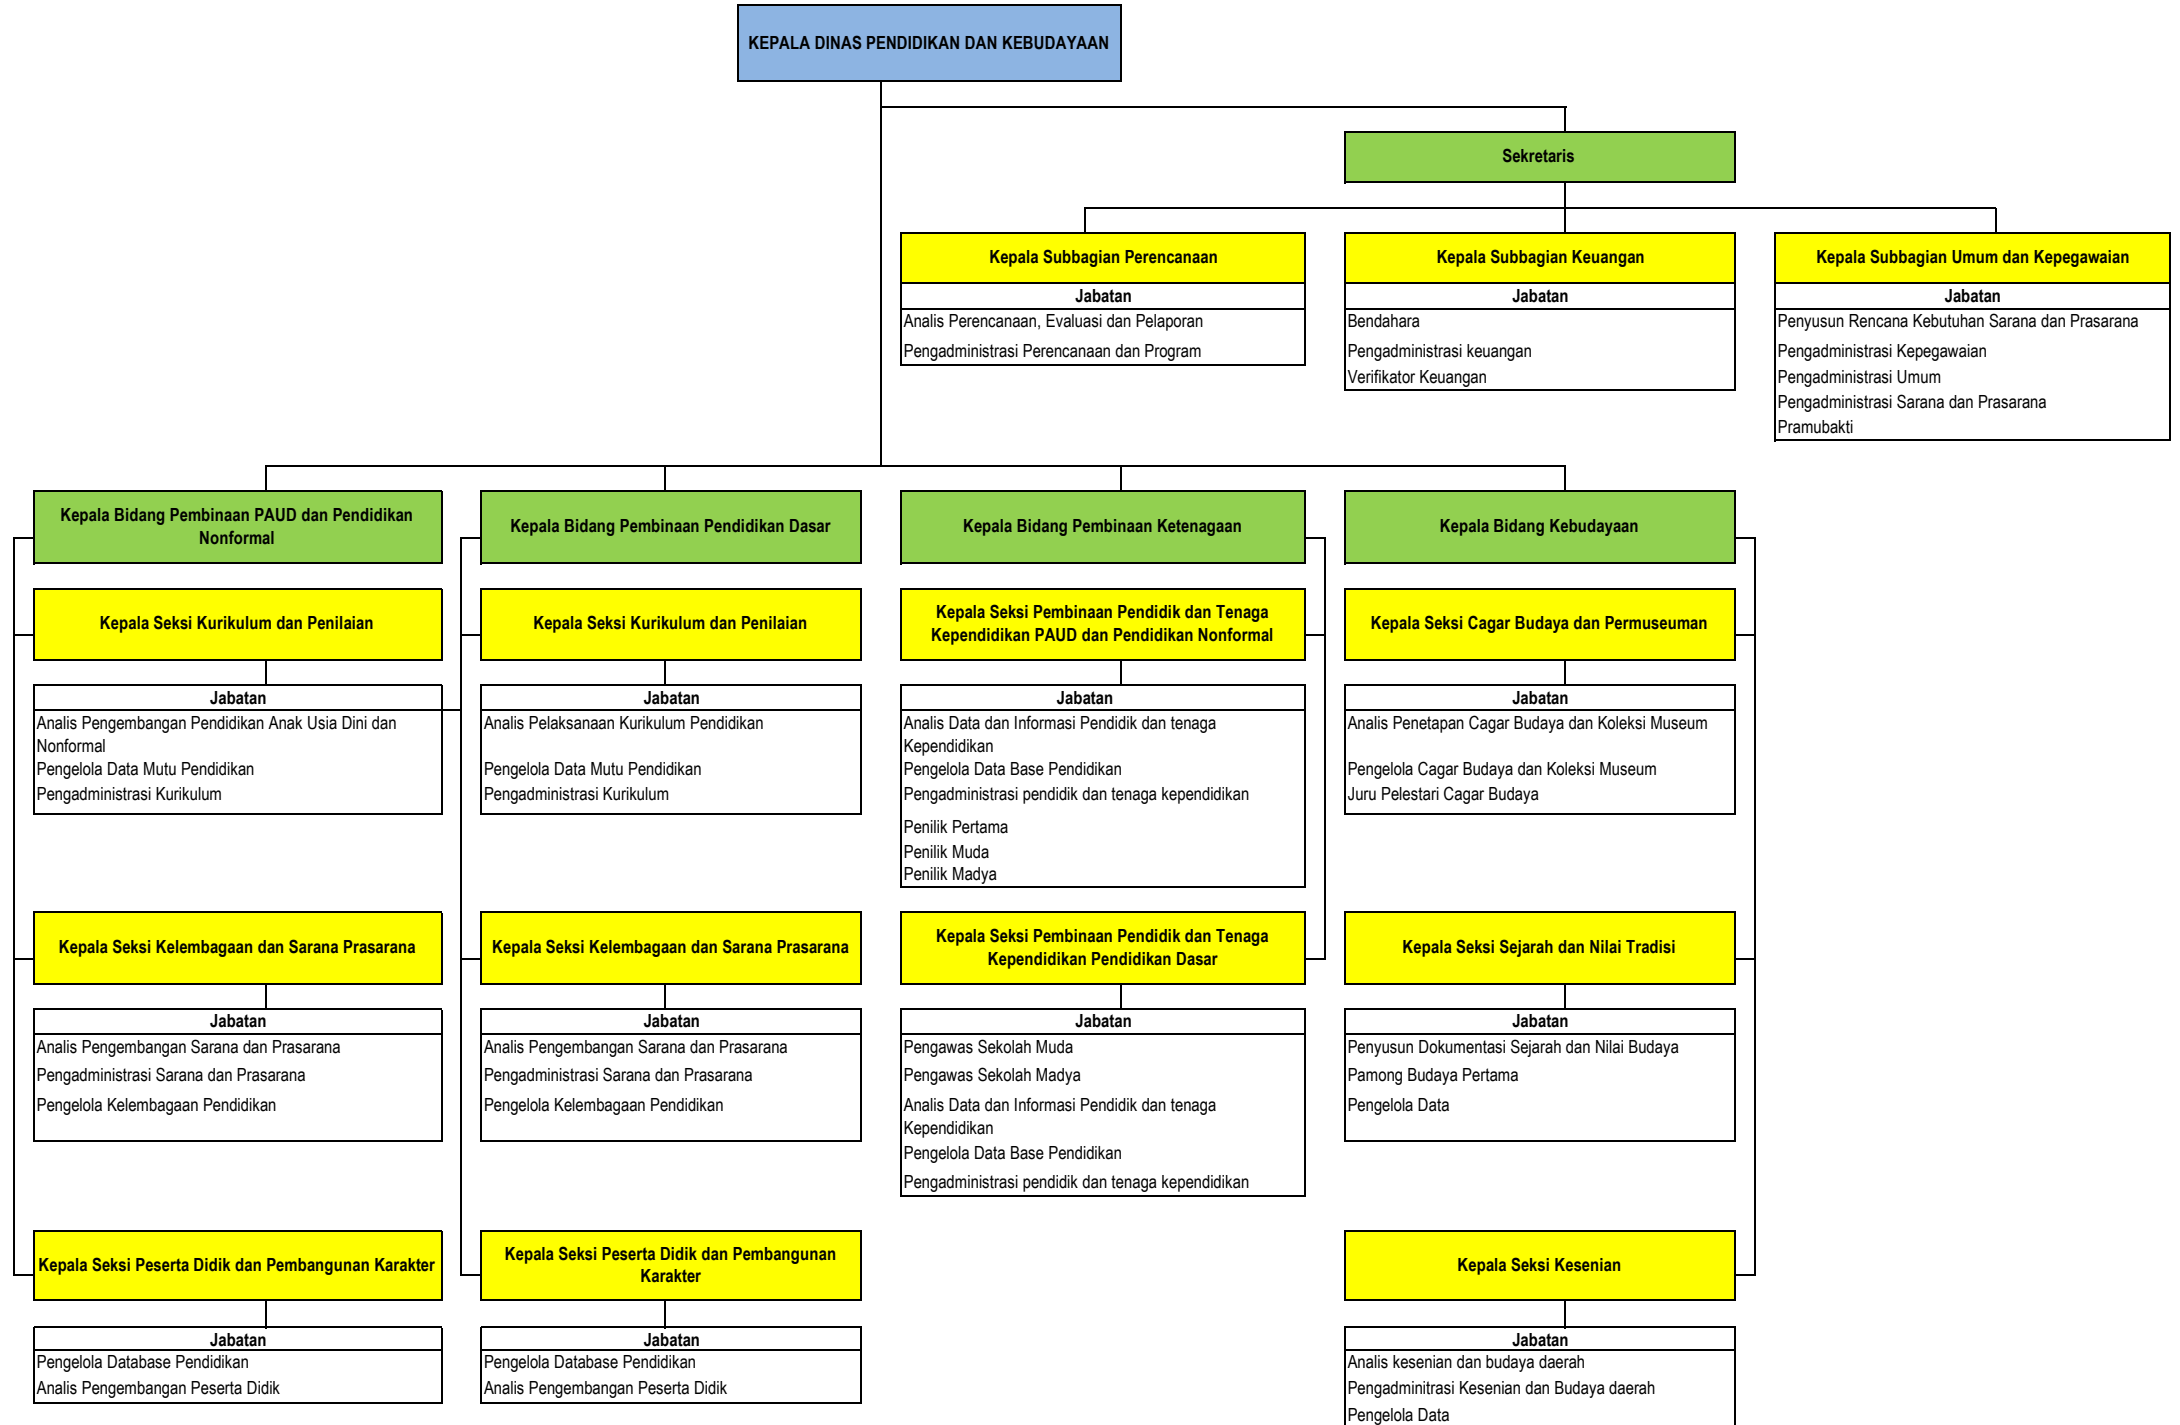 KEPALA DINAS PENDIDIKAN DAN KEBUDAYAAN
Sekretaris
Kepala Subbagian Perencanaan
Jabatan
Analis Perencanaan, Evaluasi dan Pelaporan
Pengadministrasi Perencanaan dan Program
Kepala Subbagian Keuangan
Jabatan
Bendahara
Pengadministrasi keuangan
Verifikator Keuangan
Kepala Subbagian Umum dan Kepegawaian
Jabatan
Penyusun Rencana Kebutuhan Sarana dan Prasarana
Pengadministrasi Kepegawaian
Pengadministrasi Umum
Pengadministrasi Sarana dan Prasarana
Pramubakti
Kepala Bidang Pembinaan PAUD dan Pendidikan
Nonformal
Kepala Seksi Kurikulum dan Penilaian
Jabatan
Analis Pengembangan Pendidikan Anak Usia Dini dan
Nonformal
Pengelola Data Mutu Pendidikan
Pengadministrasi Kurikulum
Kepala Seksi Kelembagaan dan Sarana Prasarana
Jabatan
Analis Pengembangan Sarana dan Prasarana
Pengadministrasi Sarana dan Prasarana
Pengelola Kelembagaan Pendidikan
Kepala Seksi Peserta Didik dan Pembangunan Karakter
Jabatan
Pengelola Database Pendidikan
Analis Pengembangan Peserta Didik
Kepala Bidang Pembinaan Pendidikan Dasar
Kepala Seksi Kurikulum dan Penilaian
Jabatan
Analis Pelaksanaan Kurikulum Pendidikan
Pengelola Data Mutu Pendidikan
Pengadministrasi Kurikulum
Kepala Seksi Kelembagaan dan Sarana Prasarana
Jabatan
Analis Pengembangan Sarana dan Prasarana
Pengadministrasi Sarana dan Prasarana
Pengelola Kelembagaan Pendidikan
Kepala Seksi Peserta Didik dan Pembangunan
Karakter
Jabatan
Pengelola Database Pendidikan
Analis Pengembangan Peserta Didik
Kepala Bidang Pembinaan Ketenagaan
Kepala Seksi Pembinaan Pendidik dan Tenaga
Kependidikan PAUD dan Pendidikan Nonformal
Jabatan
Analis Data dan Informasi Pendidik dan tenaga
Kependidikan
Pengelola Data Base Pendidikan
Pengadministrasi pendidik dan tenaga kependidikan
Penilik Pertama
Penilik Muda
Penilik Madya
Kepala Seksi Pembinaan Pendidik dan Tenaga
Kependidikan Pendidikan Dasar
Jabatan
Pengawas Sekolah Muda
Pengawas Sekolah Madya
Analis Data dan Informasi Pendidik dan tenaga
Kependidikan
Pengelola Data Base Pendidikan
Pengadministrasi pendidik dan tenaga kependidikan
Kepala Bidang Kebudayaan
Kepala Seksi Cagar Budaya dan Permuseuman
Jabatan
Analis Penetapan Cagar Budaya dan Koleksi Museum
Pengelola Cagar Budaya dan Koleksi Museum
Juru Pelestari Cagar Budaya
Kepala Seksi Sejarah dan Nilai Tradisi
Jabatan
Penyusun Dokumentasi Sejarah dan Nilai Budaya
Pamong Budaya Pertama
Pengelola Data
Kepala Seksi Kesenian
Jabatan
Analis kesenian dan budaya daerah
Pengadminitrasi Kesenian dan Budaya daerah
Pengelola Data